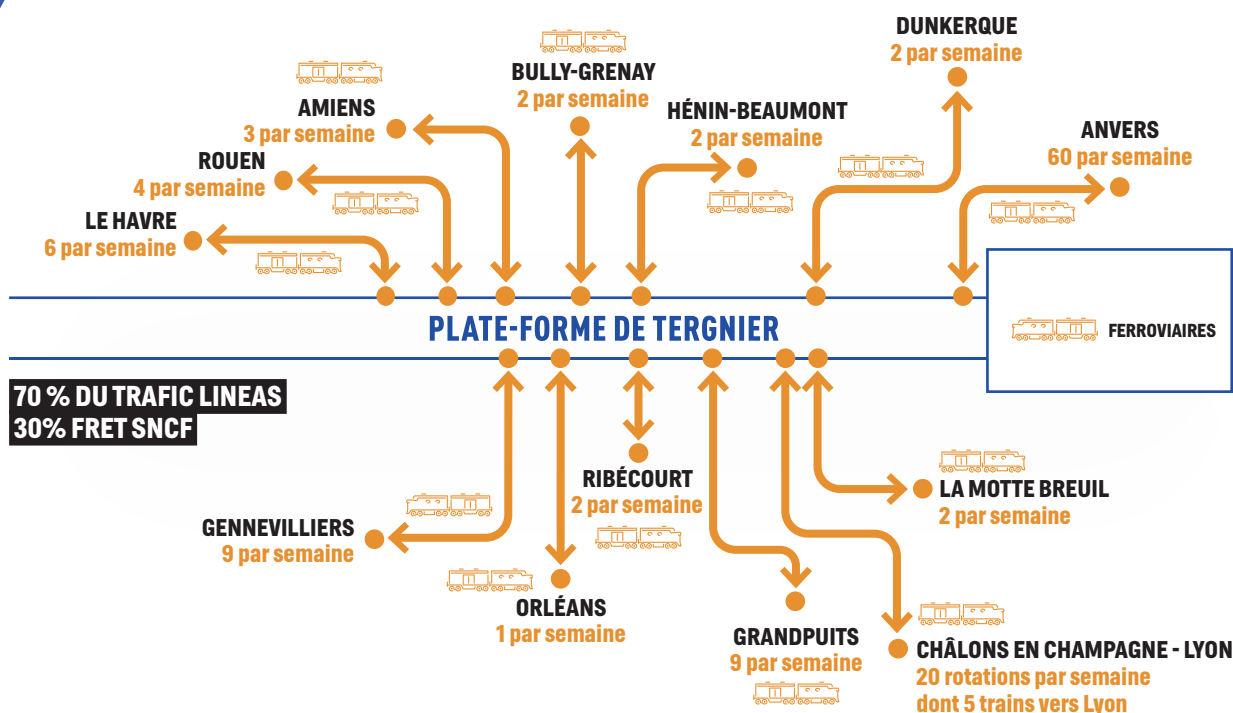 DUNKERQUE
2 par semaine
BULLY-GRENAY
2 par semaine
AMIENS
3 par semaine
HÉNIN-BEAUMONT
2 par semaine
ANVERS
60 par semaine
ROUEN
4 par semaine
LE HAVRE
6 par semaine
PLATE-FORME DE TERGNIER
FERROVIAIRES
70 % DU TRAFIC LINEAS
30% FRET SNCF
GENNEVILLIERS
9 par semaine
ORLÉANS
1 par semaine
RIBÉCOURT
2 par semaine
GRANDPUITS
9 par semaine
LA MOTTE BREUIL
2 par semaine
CHÂLONS EN CHAMPAGNE - LYON
20 rotations par semaine
dont 5 trains vers Lyon